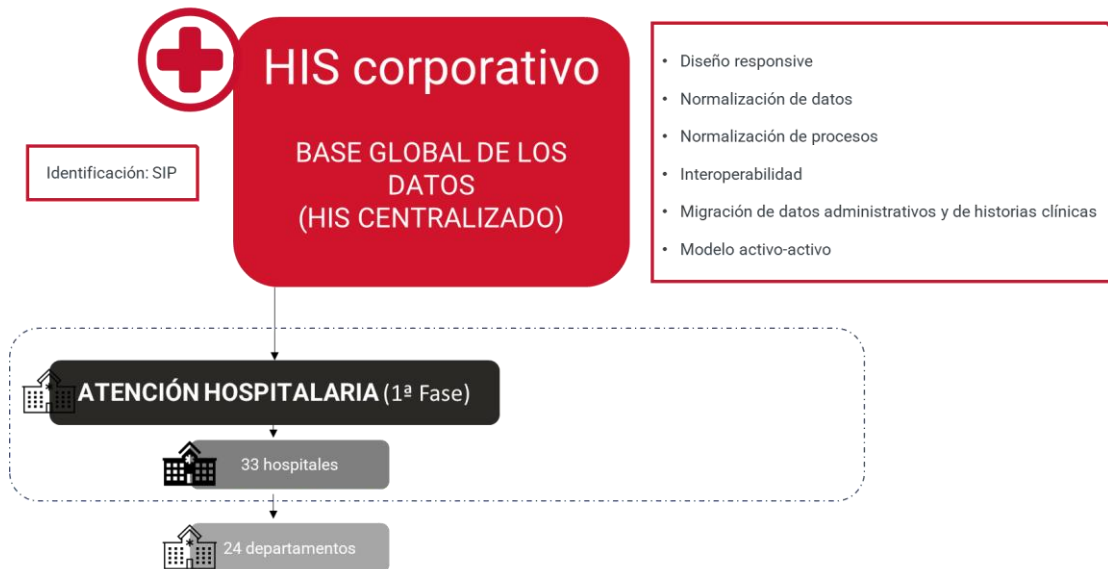 HIS corporativo
BASE GLOBAL DE LOS
DATOS
(HIS CENTRALIZADO)
Identificación: SIP
• Diseño responsive
• Normalización de datos
• Normalización de procesos
• Interoperabilidad
• Migración de datos administrativos y de historias clínicas
• Modelo activo-activo
ATENCIÓN HOSPITALARIA (1ª Fase)
33 hospitales
24 departamentos